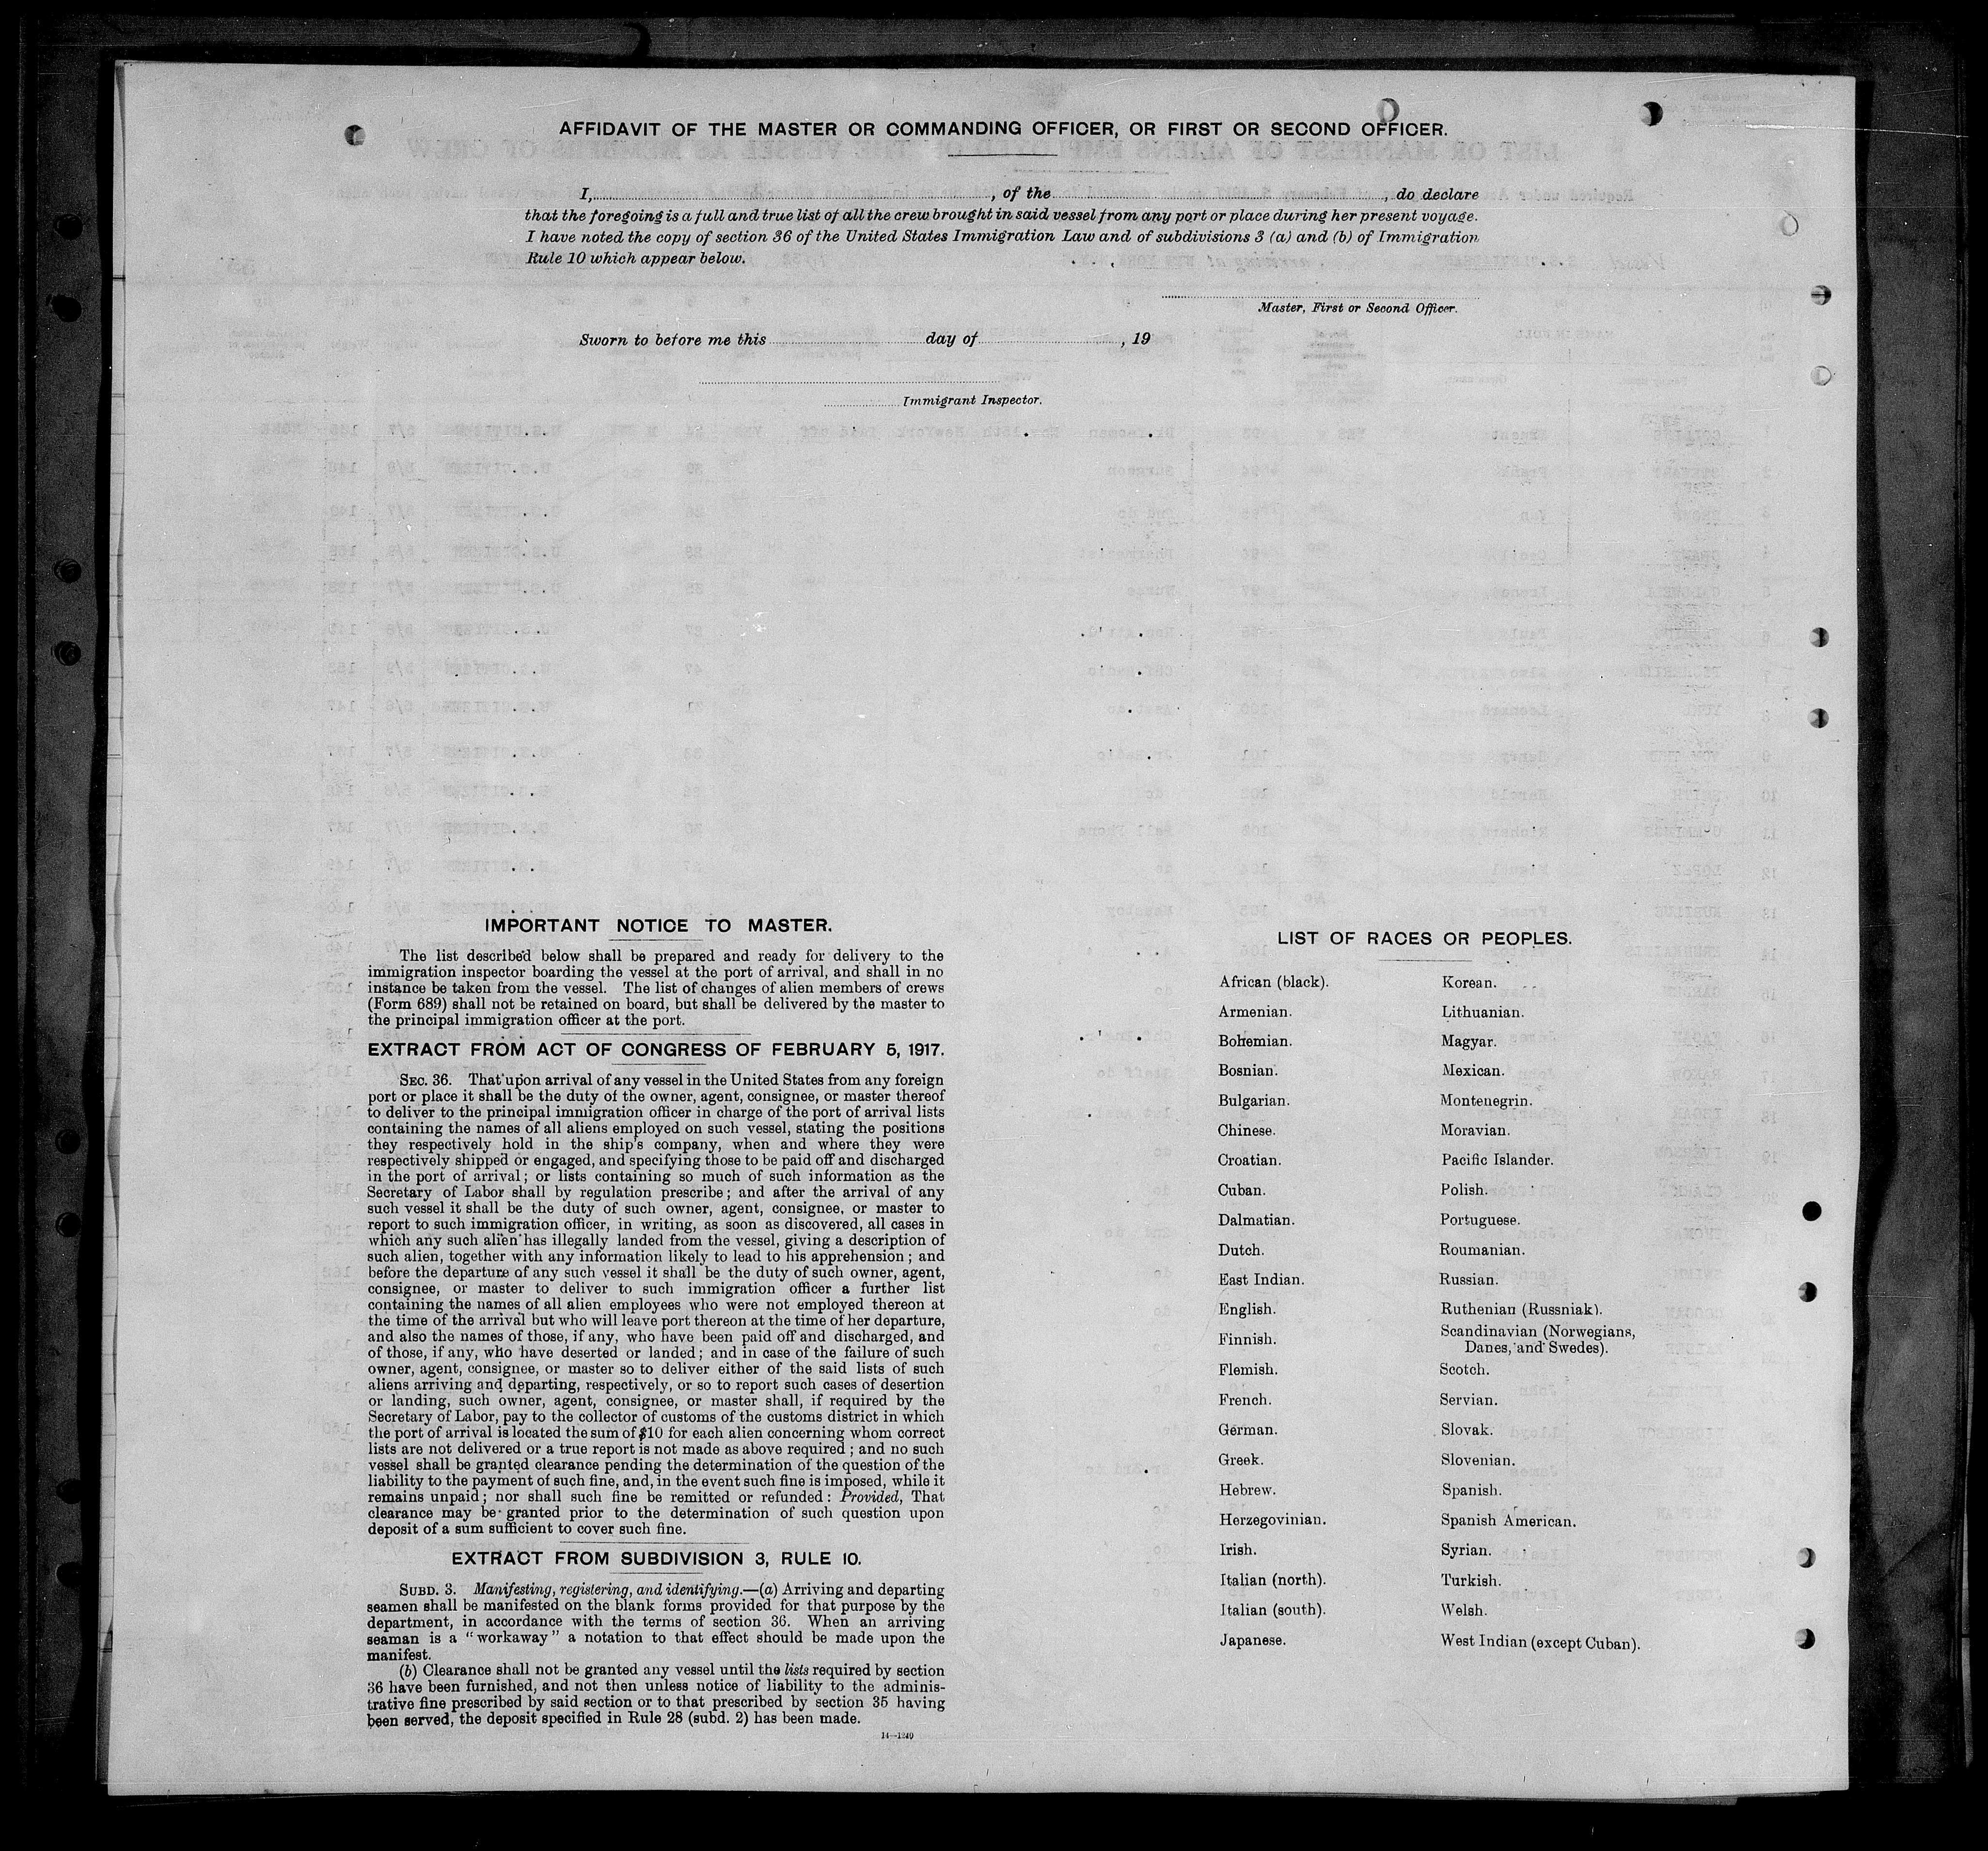 AFFIDAVIT OF THE MASTER OR COMMANDING OFFICER, OR FIRST OR SECOND OFFICER.
I, , of the , do declare
that the foregoing is a full and true list of all the crew brought in said vessel from any port or place during her present voyage.
I have noted the copy of section 36 of the United States Immigration Law and of subdivisions 3 (a) and (b) of Immigration
Rule 10 which appear below.
Master, First or Second Officer.
Sworn to before me this day of , 19
Immigrant Inspector.
IMPORTANT NOTICE TO MASTER.
The list described below shall be prepared and ready for delivery to the
immigration inspector boarding the vessel at the port of arrival, and shall in no
instance be taken from the vessel. The list of changes of alien members of crews
(Form 689) shall not be retained on board, but shall be delivered by the master to
the principal immigration officer at the port.
EXTRACT FROM ACT OF CONGRESS OF FEBRUARY 5, 1917.
SEC. 36. That upon arrival of any vessel in the United States from any foreign
port or place it shall be the duty of the owner, agent, consignee, or master thereof
to deliver to the principal immigration officer in charge of the port of arrival lists
containing the names of all aliens employed on such vessel, stating the positions
they respectively hold in the ship's company, when and where they were
respectively shipped or engaged, and specifying those to be paid off and discharged
in the port of arrival; or lists containing so much of such information as the
Secretary of Labor shall by regulation prescribe; and after the arrival of any
such vessel it shall be the duty of such owner, agent, consignee, or master to
report to such immigration officer, in writing, as soon as discovered, all cases in
which any such alien has illegally landed from the vessel, giving a description of
such alien, together with any information likely to lead to his apprehension; and
before the departure of any such vessel it shall be the duty of such owner, agent,
consignee, or master to deliver to such immigration officer a further list
containing the names of all alien employees who were not employed thereon at
the time of the arrival but who will leave port thereon at the time of her departure,
and also the names of those, if any, who have been paid off and discharged, and
of those, if any, who have deserted or landed; and in case of the failure of such
owner, agent, consignee, or master so to deliver either of the said lists of such
aliens arriving and departing, respectively, or so to report such cases of desertion
or landing, such owner, agent, consignee, or master shall, if required by the
Secretary of Labor, pay to the collector of customs of the customs district in which
the port of arrival is located the sum of $10 for each alien concerning whom correct
lists are not delivered or a true report is not made as above required; and no such
vessel shall be granted clearance pending the determination of the question of the
liability to the payment of such fine, and, in the event such fine is imposed, while it
remains unpaid; nor shall such fine be remitted or refunded: Provided, That
clearance may be granted prior to the determination of such question upon
deposit of a sum sufficient to cover such fine.
EXTRACT FROM SUBDIVISION 3, RULE 10.
SUBD. 3. Manifesting, registering, and identifying.—(a) Arriving and departing
seamen shall be manifested on the blank forms provided for that purpose by the
department, in accordance with the terms of section 36. When an arriving
seaman is a "workaway" a notation to that effect should be made upon the
manifest.
(b) Clearance shall not be granted any vessel until the lists required by section
36 have been furnished, and not then unless notice of liability to the adminis-
trative fine prescribed by said section or to that prescribed by section 35 having
been served, the deposit specified in Rule 28 (subd. 2) has been made.
14—1240
LIST OF RACES OR PEOPLES.
African (black).
Armenian.
Bohemian.
Bosnian.
Bulgarian.
Chinese.
Croatian.
Cuban.
Dalmatian.
Dutch.
East Indian.
English.
Finnish.
Flemish.
French.
German.
Greek.
Hebrew.
Herzegovinian.
Irish.
Italian (north).
Italian (south).
Japanese.
Korean.
Lithuanian.
Magyar.
Mexican.
Montenegrin.
Moravian.
Pacific Islander.
Polish.
Portuguese.
Roumanian.
Russian.
Ruthenian (Russniak).
Scandinavian (Norwegians,
Danes, and Swedes).
Scotch.
Servian.
Slovak.
Slovenian.
Spanish.
Spanish American.
Syrian.
Turkish.
Welsh.
West Indian (except Cuban).